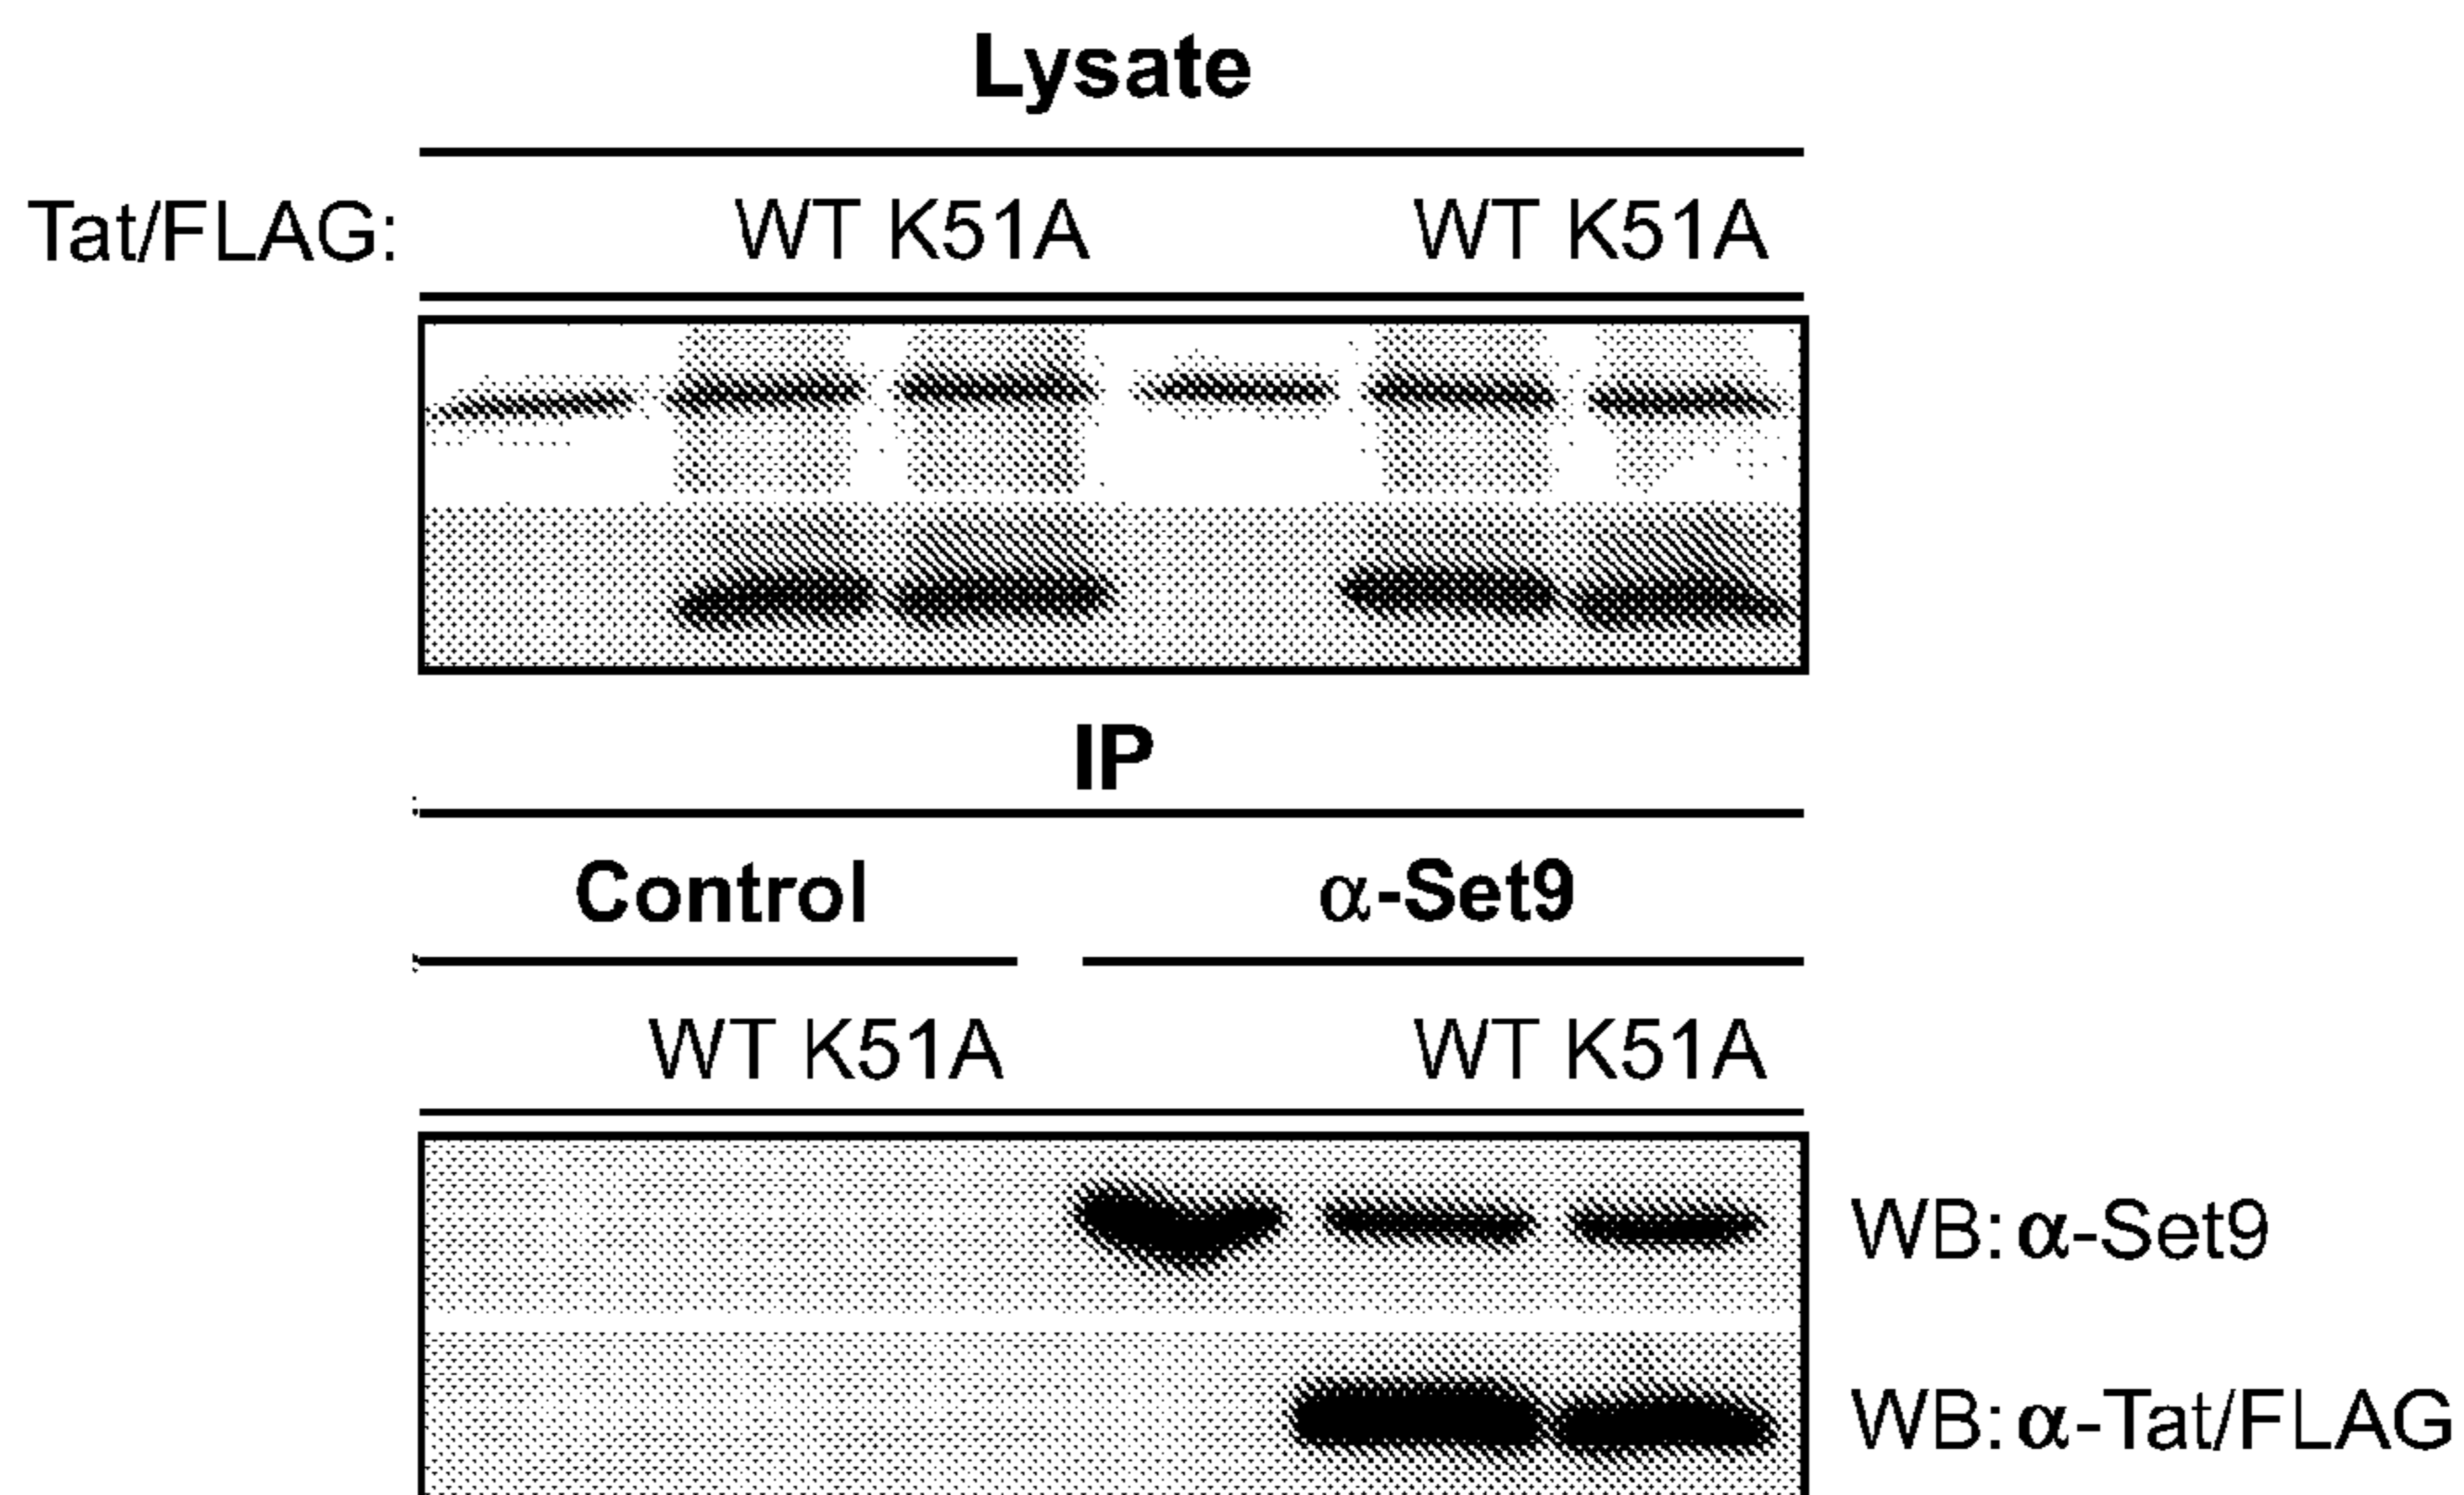 Lysate
Tat/FLAG: WT K51A WT K51A
IP
Control α-Set9
WT K51A WT K51A
WB: α-Set9
WB: α-Tat/FLAG